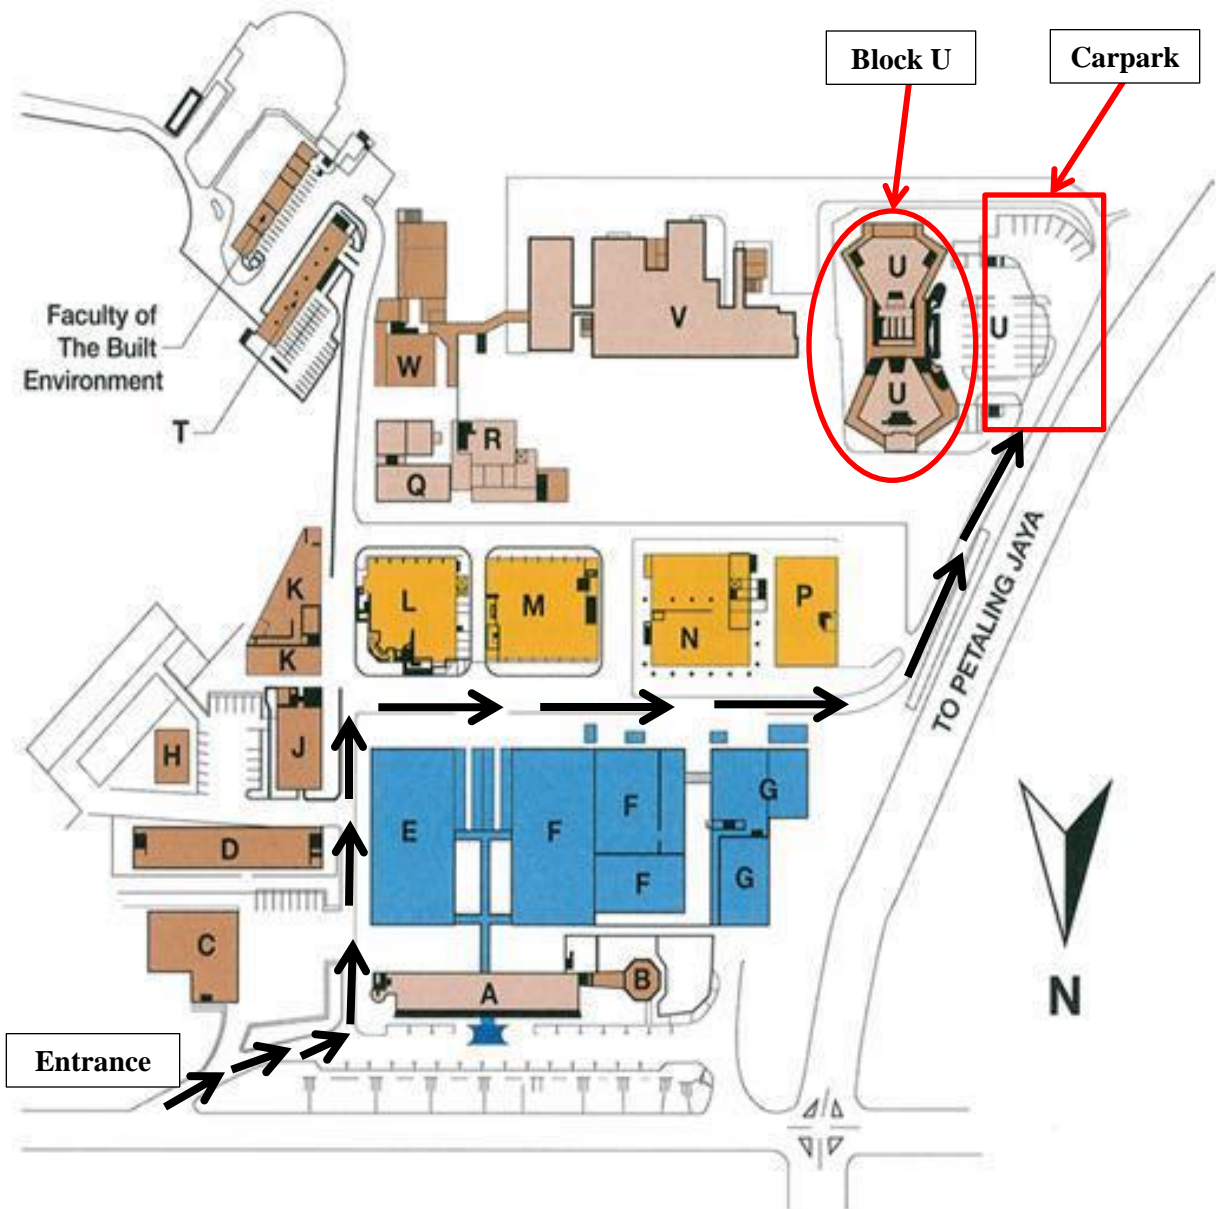 Block U
Carpark
U
U
U
V
Faculty of
The Built
Environment
T
W
R
Q
K
K
L
M
N
P
TO PETALING JAYA
H
J
E
F
F
F
G
G
D
C
A
B
N
Entrance